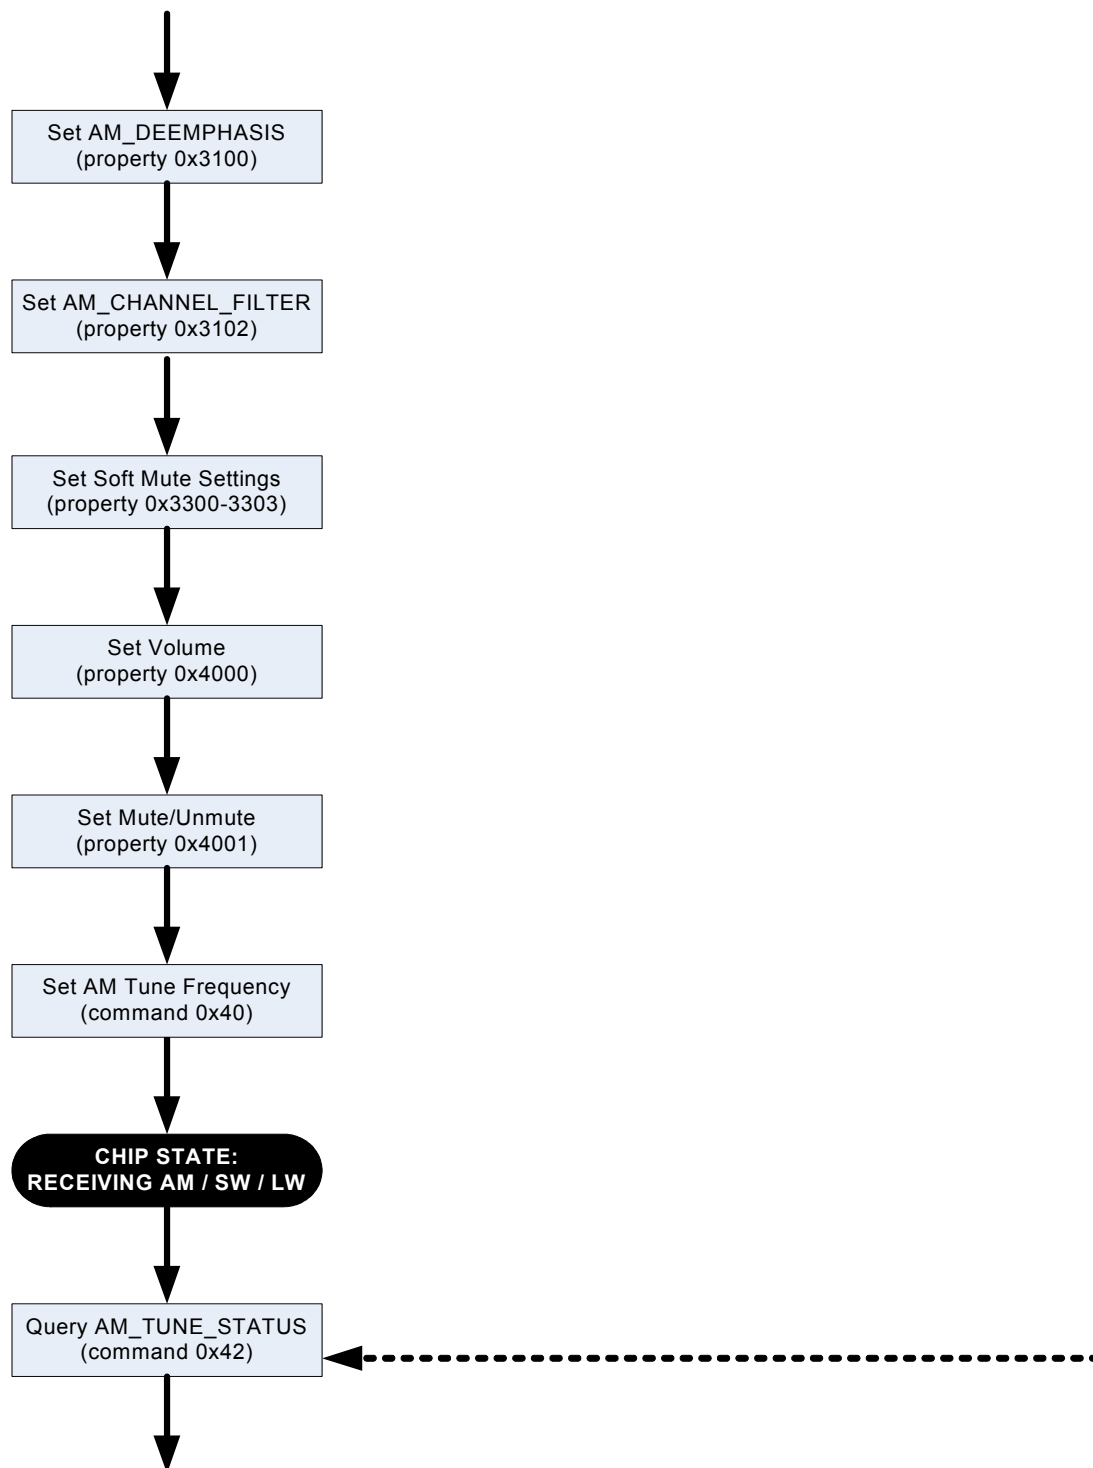 Set AM_DEEMPHASIS
(property 0x3100)
Set AM_CHANNEL_FILTER
(property 0x3102)
Set Soft Mute Settings
(property 0x3300-3303)
Set Volume
(property 0x4000)
Set Mute/Unmute
(property 0x4001)
Set AM Tune Frequency
(command 0x40)
CHIP STATE:
RECEIVING AM / SW / LW
Query AM_TUNE_STATUS
(command 0x42)